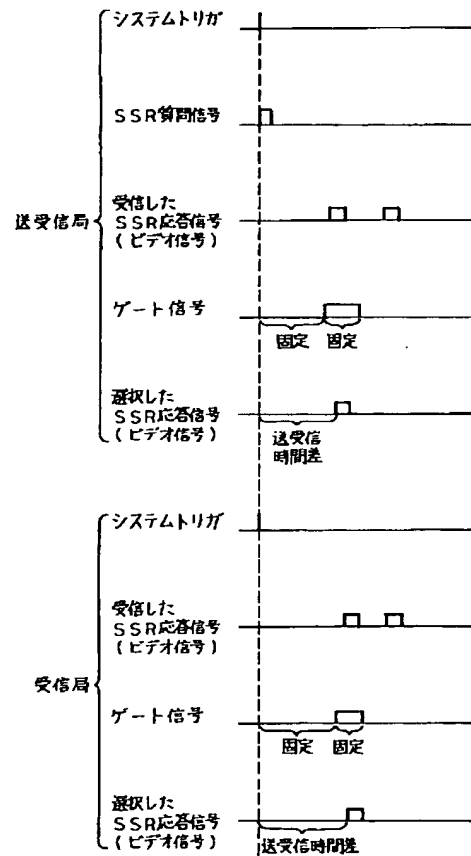 システムトリガ
SSR質問信号
受信した
SSR応答信号
(ビデオ信号)
送受信局
ゲート信号
固定 固定
選択した
SSR応答信号
(ビデオ信号)
送受信
時間差
システムトリガ
受信した
SSR応答信号
(ビデオ信号)
受信局
ゲート信号
固定 固定
選択した
SSR応答信号
(ビデオ信号)
送受信時間差